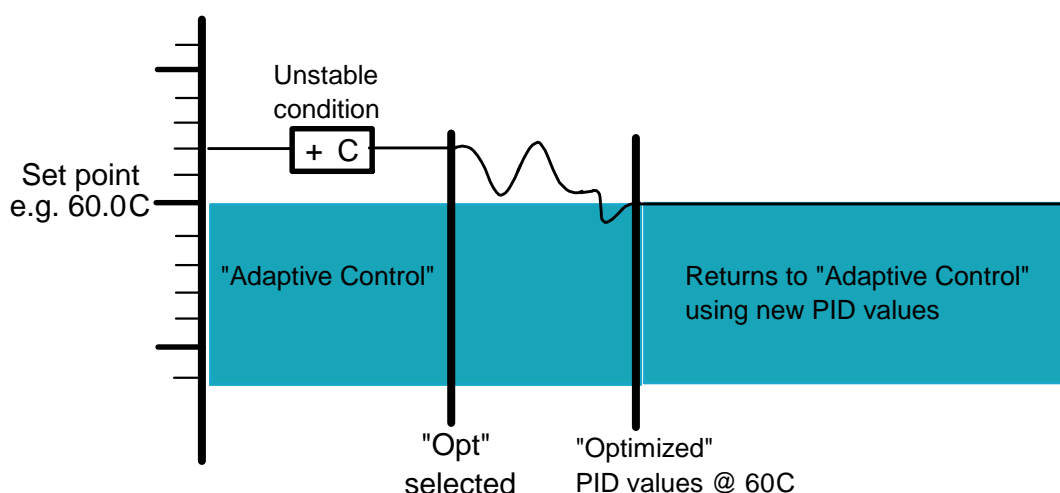 Unstable
condition
+ C
Set point
e.g. 60.0C
"Adaptive Control"
Returns to "Adaptive Control"
using new PID values
"Opt"
selected
"Optimized"
PID values @ 60C